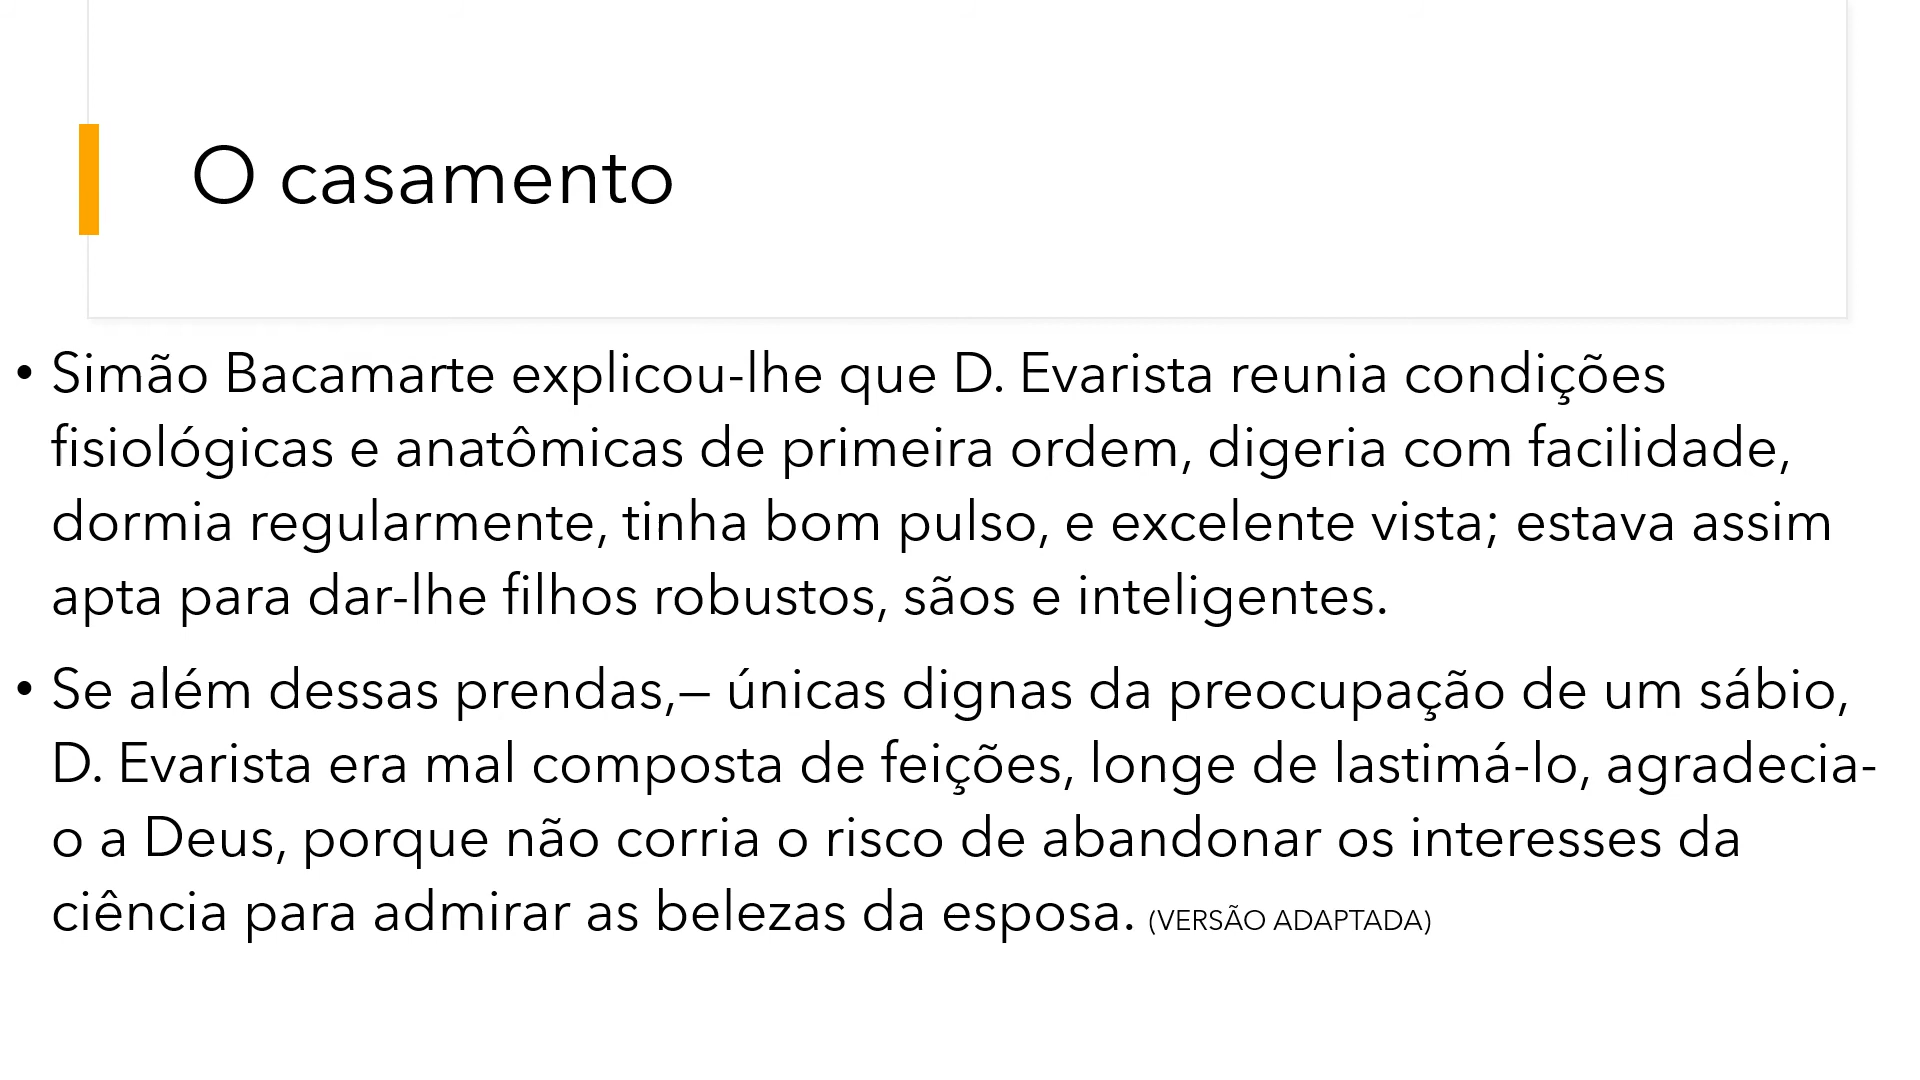 O casamento
• Simão Bacamarte explicou-lhe que D. Evarista reunia condições
fisiológicas e anatômicas de primeira ordem, digeria com facilidade,
dormia regularmente, tinha bom pulso, e excelente vista; estava assim
apta para dar-lhe filhos robustos, sãos e inteligentes.
• Se além dessas prendas,— únicas dignas da preocupação de um sábio,
D. Evarista era mal composta de feições, longe de lastimá-lo, agradecia-
o a Deus, porque não corria o risco de abandonar os interesses da
ciência para admirar as belezas da esposa. (VERSÃO ADAPTADA)